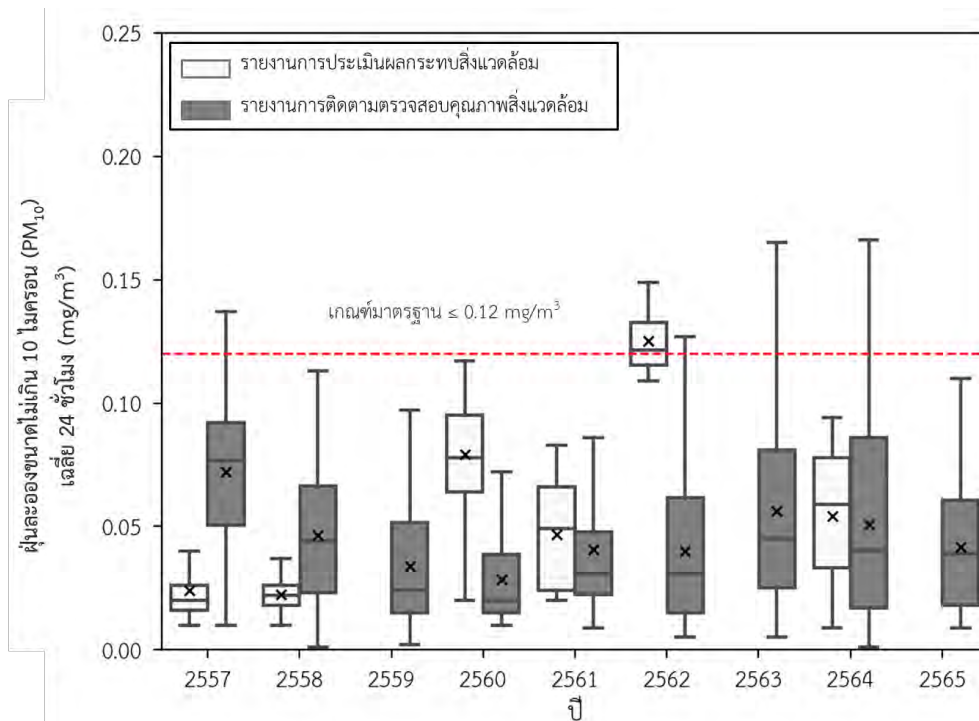 0.25
0.20
0.15
0.10
0.05
0.00
รายงานการประเมินผลกระทบสิ่งแวดล้อม
รายงานการติดตามตรวจสอบคุณภาพสิ่งแวดล้อม
เกณฑ์มาตรฐาน ≤ 0.12 mg/m³
ฝุ่นละอองขนาดไม่เกิน 10 ไมครอน (PM₁₀)
เฉลี่ย 24 ชั่วโมง (mg/m³)
2557 2558 2559 2560 2561 2562 2563 2564 2565
ปี